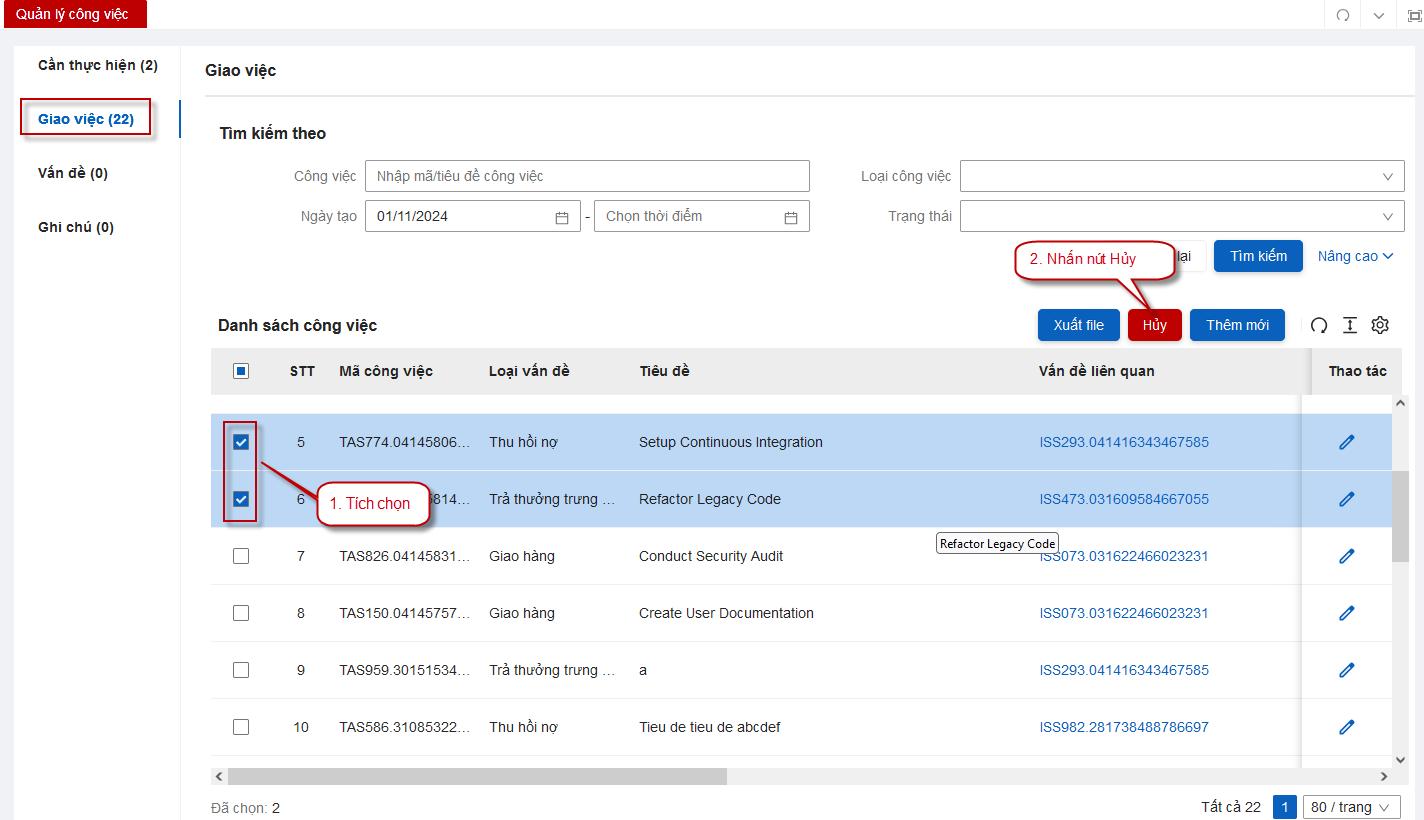 Quản lý công việc
Cần thực hiện (2)
Giao việc (22)
Vấn đề (0)
Ghi chú (0)
Giao việc
Tìm kiếm theo
Công việc Nhập mã/tiêu đề công việc Loại công việc
Ngày tạo 01/11/2024 - Chọn thời điểm Trạng thái
2. Nhấn nút Hủy lại Tìm kiếm Nâng cao
Danh sách công việc Xuất file Hủy Thêm mới
STT Mã công việc Loại vấn đề Tiêu đề Vấn đề liên quan Thao tác
5 TAS774.04145806... Thu hồi nợ Setup Continuous Integration ISS293.041416343467585
6 5814... Trả thưởng trưng ... Refactor Legacy Code ISS473.031609584667055
1. Tích chọn
Refactor Legacy Code
7 TAS826.04145831... Giao hàng Conduct Security Audit ISS073.031622466023231
8 TAS150.04145757... Giao hàng Create User Documentation ISS073.031622466023231
9 TAS959.30151534... Trả thưởng trưng ... a ISS293.041416343467585
10 TAS586.31085322... Thu hồi nợ Tieu de tieu de abcdef ISS982.281738488786697
Đã chọn: 2 Tất cả 22 1 80 / trang